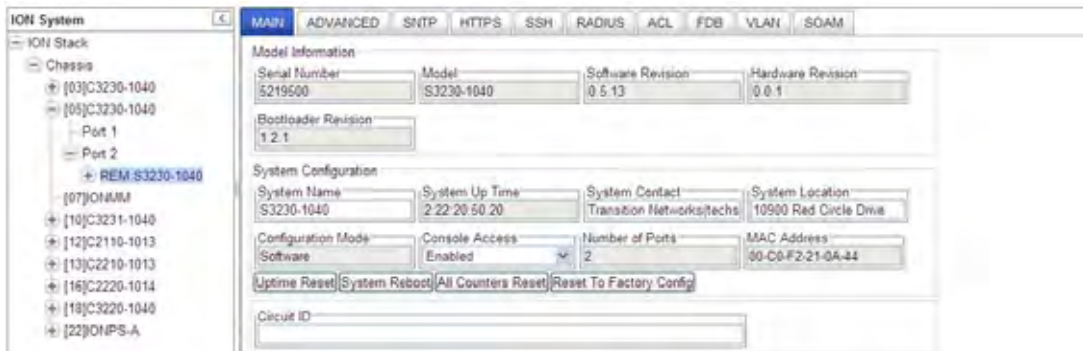 ION System
ION Stack
Chassis
[03]C3230-1040
[05]C3230-1040
Port 1
Port 2
REM:S3230-1040
[07]IONMM
[10]C3231-1040
[12]C2110-1013
[13]C2210-1013
[16]C2220-1014
[18]C3220-1040
[22]IONPS-A
MAIN ADVANCED SNTP HTTPS SSH RADIUS ACL FDB VLAN SOAM
Model Information
Serial Number Model Software Revision Hardware Revision
5219500 S3230-1040 0.5.13 0.0.1
Bootloader Revision
1.2.1
System Configuration
System Name System Up Time System Contact System Location
S3230-1040 2:22:20:50.20 Transition Networks(techs 10900 Red Circle Drive
Configuration Mode Console Access Number of Ports MAC Address
Software Enabled 2 00-C0-F2-21-0A-44
Uptime Reset System Reboot All Counters Reset Reset To Factory Config
Circuit ID